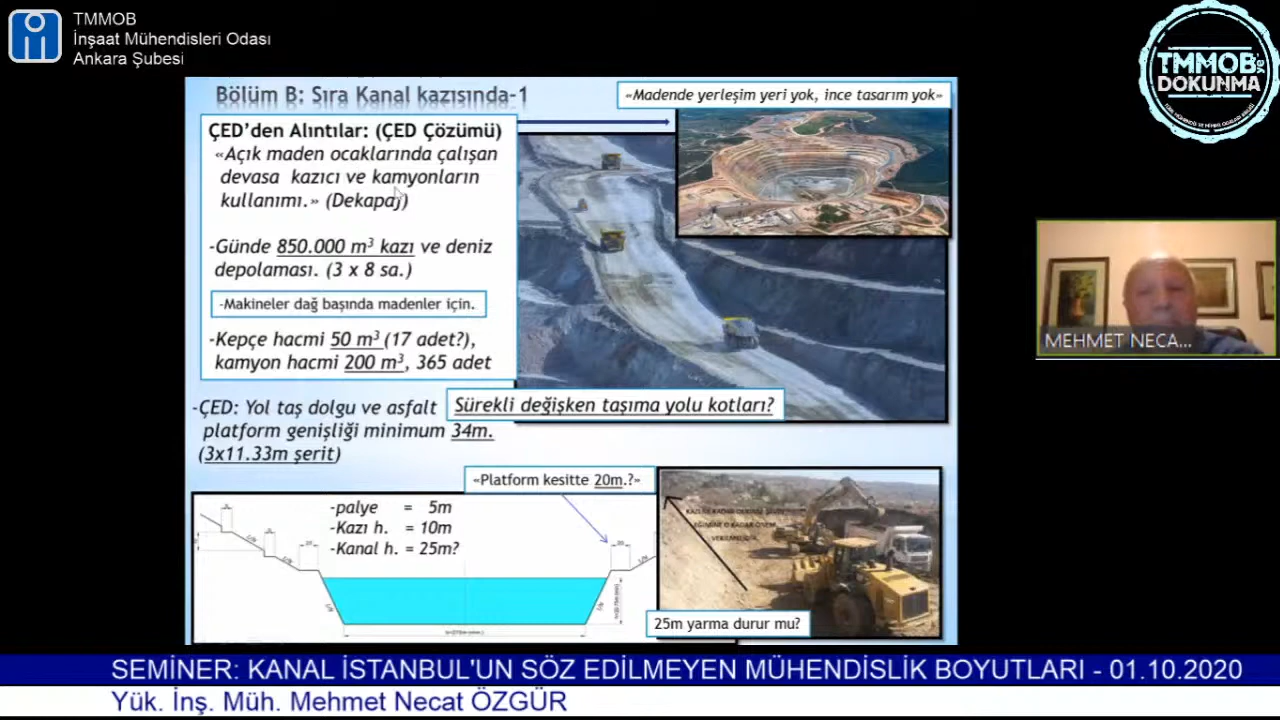 TMMOB
İnşaat Mühendisleri Odası
Ankara Şubesi
TMMOB
DOKUNMA
Bölüm B: Sıra Kanal kazısında-1
«Madende yerleşim yeri yok, ince tasarım yok»
ÇED’den Alıntılar: (ÇED Çözümü)
«Açık maden ocaklarında çalışan
devasa kazıcı ve kamyonların
kullanımı.» (Dekapaj)
-Günde 850.000 m³ kazı ve deniz
depolaması. (3 x 8 sa.)
-Makineler dağ başında madenler için.
-Kepçe hacmi 50 m³ (17 adet?),
kamyon hacmi 200 m³, 365 adet
-ÇED: Yol taş dolgu ve asfalt
platform genişliği minimum 34m.
(3x11.33m şerit)
Sürekli değişken taşıma yolu kotları?
«Platform kesitte 20m.?»
-palye = 5m
-Kazı h. = 10m
-Kanal h. = 25m?
25m yarma durur mu?
MEHMET NECA...
SEMİNER: KANAL İSTANBUL'UN SÖZ EDİLMEYEN MÜHENDİSLİK BOYUTLARI - 01.10.2020
Yük. İnş. Müh. Mehmet Necat ÖZGÜR